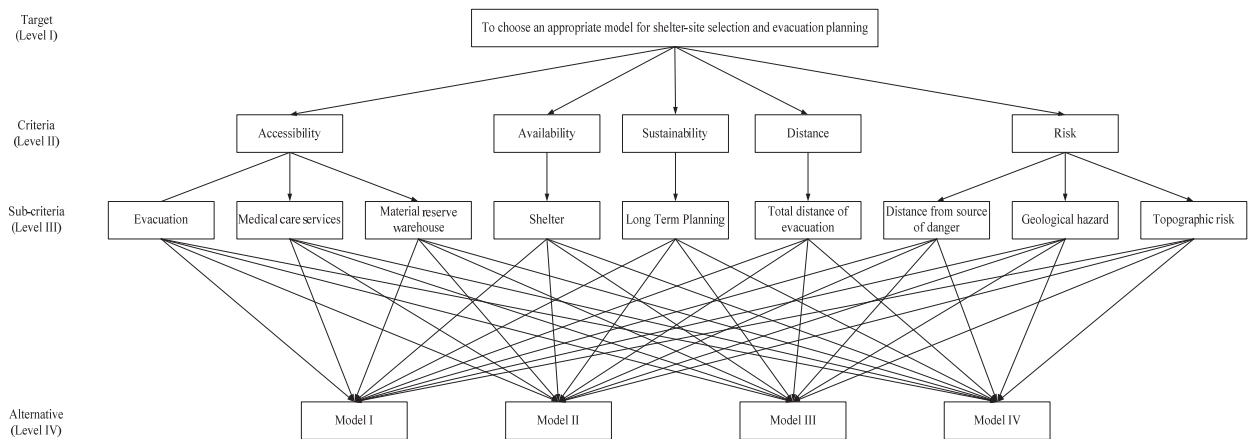 Target
(Level I)
To choose an appropriate model for shelter-site selection and evacuation planning
Criteria
(Level II)
Accessibility
Availability
Sustainability
Distance
Risk
Sub-criteria
(Level III)
Evacuation
Medical care services
Material reserve
warehouse
Shelter
Long Term Planning
Total distance of
evacuation
Distance from source
of danger
Geological hazard
Topographic risk
Alternative
(Level IV)
Model I
Model II
Model III
Model IV